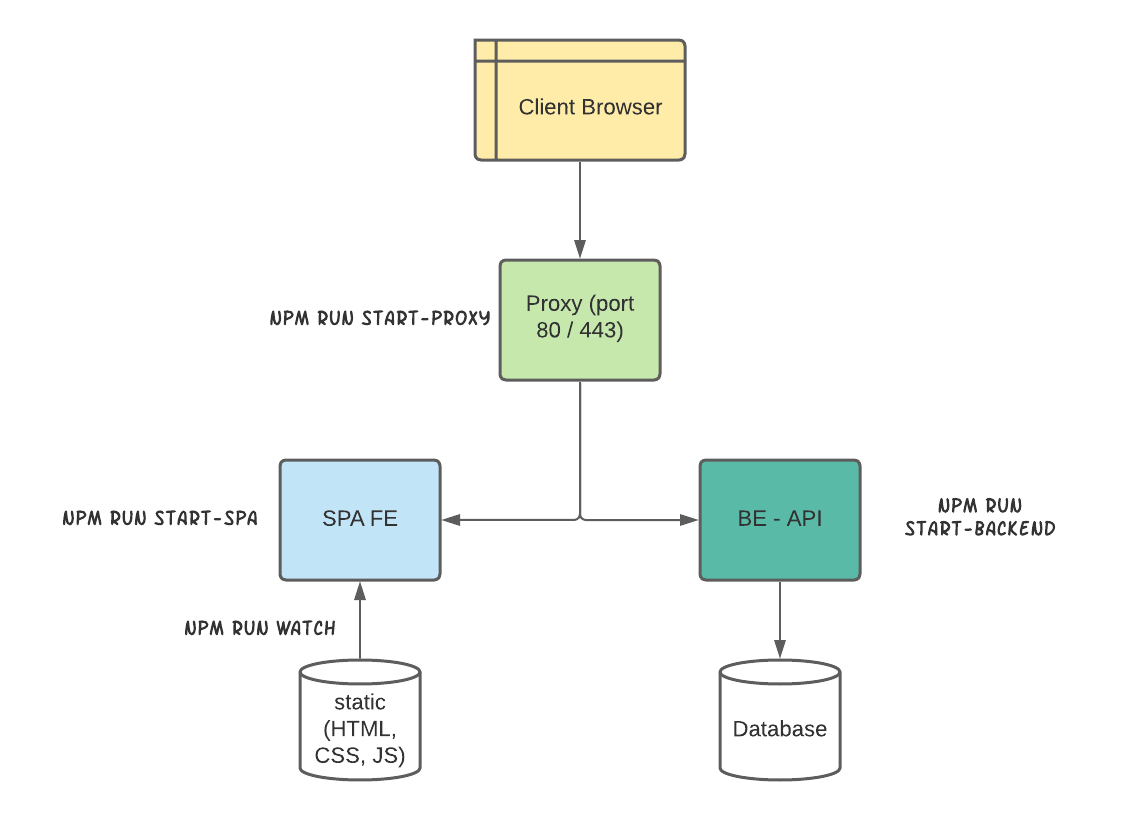 Client Browser
NPM RUN START-PROXY
Proxy (port
80 / 443)
NPM RUN START-SPA
SPA FE
BE - API
NPM RUN
START-BACKEND
NPM RUN WATCH
static
(HTML,
CSS, JS)
Database